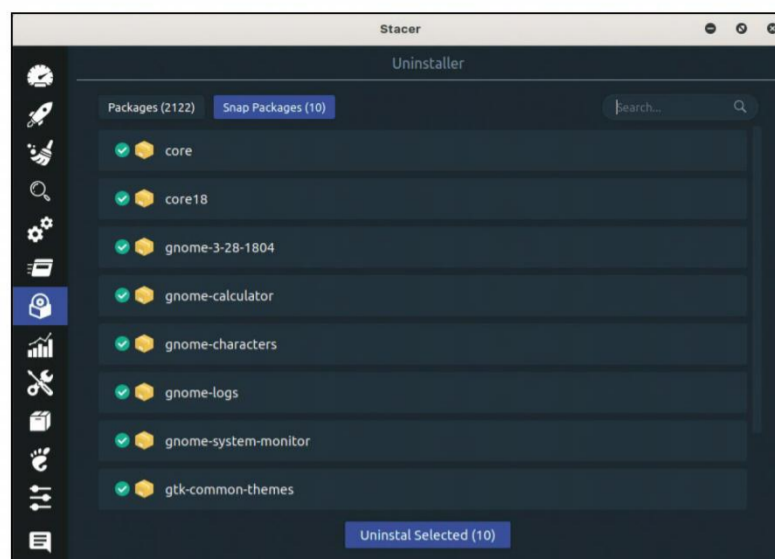 Stacer
Uninstaller
Packages (2122) Snap Packages (10) Search...
core
core18
gnome-3-28-1804
gnome-calculator
gnome-characters
gnome-logs
gnome-system-monitor
gtk-common-themes
Uninstal Selected (10)